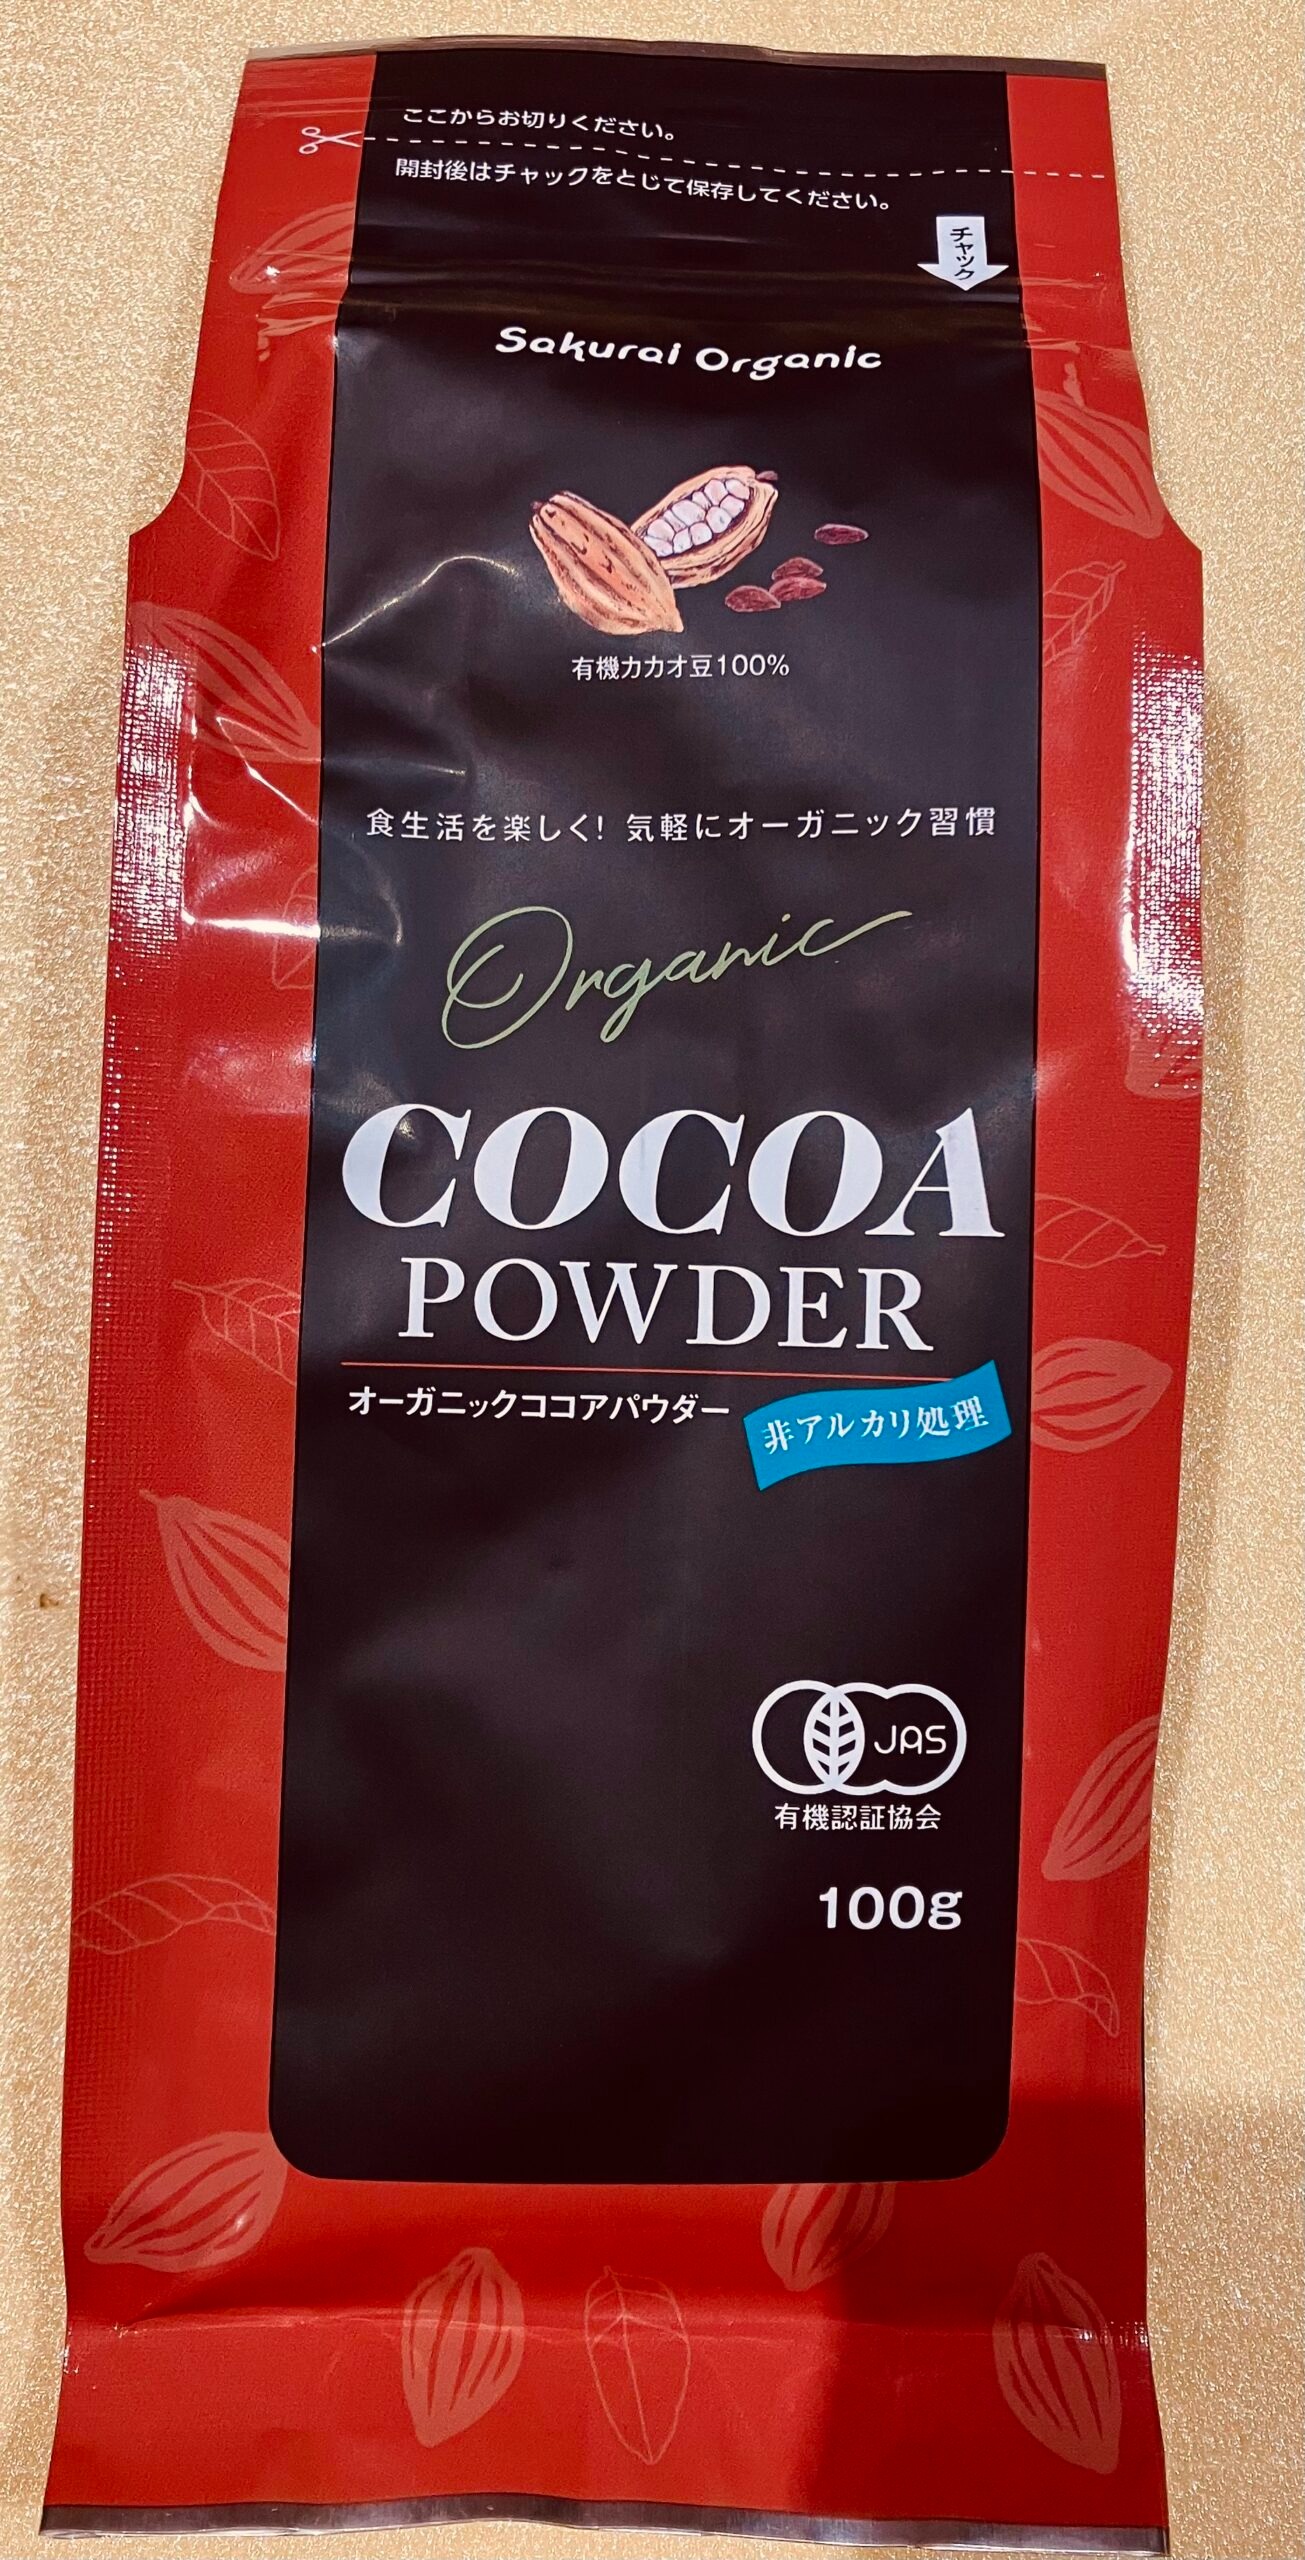 ここからお切りください。
開封後はチャックをとじて保存してください。
チャック
Sakurai Organic
有機カカオ豆100%
食生活を楽しく! 気軽にオーガニック習慣
Organic
COCOA
POWDER
オーガニックココアパウダー
非アルカリ処理
JAS
有機認証協会
100g